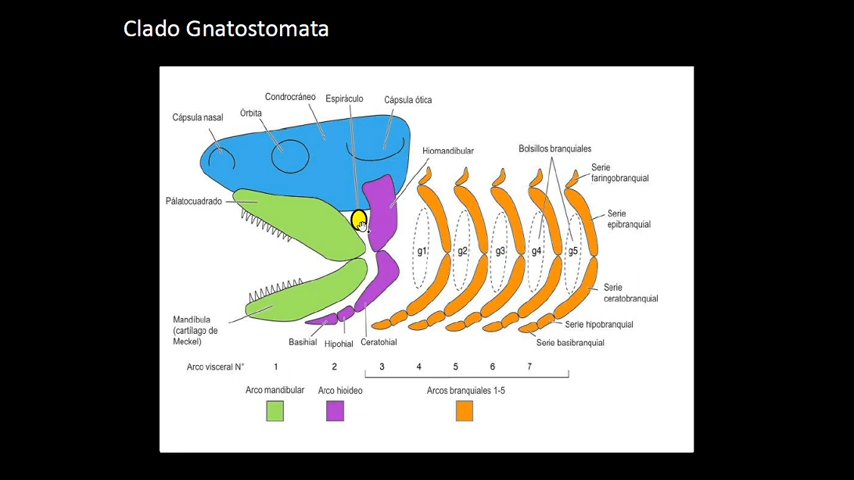 Clado Gnatostomata
Condrocráneo
Espiráculo
Cápsula ótica
Cápsula nasal
Órbita
Hiomandibular
Bolsillos branquiales
Serie
faringobranquial
Pálatocuadrado
Serie
epibranquial
g1
g2
g3
g4
g5
Serie
ceratobranquial
Mandíbula
(cartílago de
Meckel)
Basihial
Hipohial
Ceratohial
Serie hipobranquial
Serie basibranquial
Arco visceral N° 1 2 3 4 5 6 7
Arco mandibular
Arco hioideo
Arcos branquiales 1-5